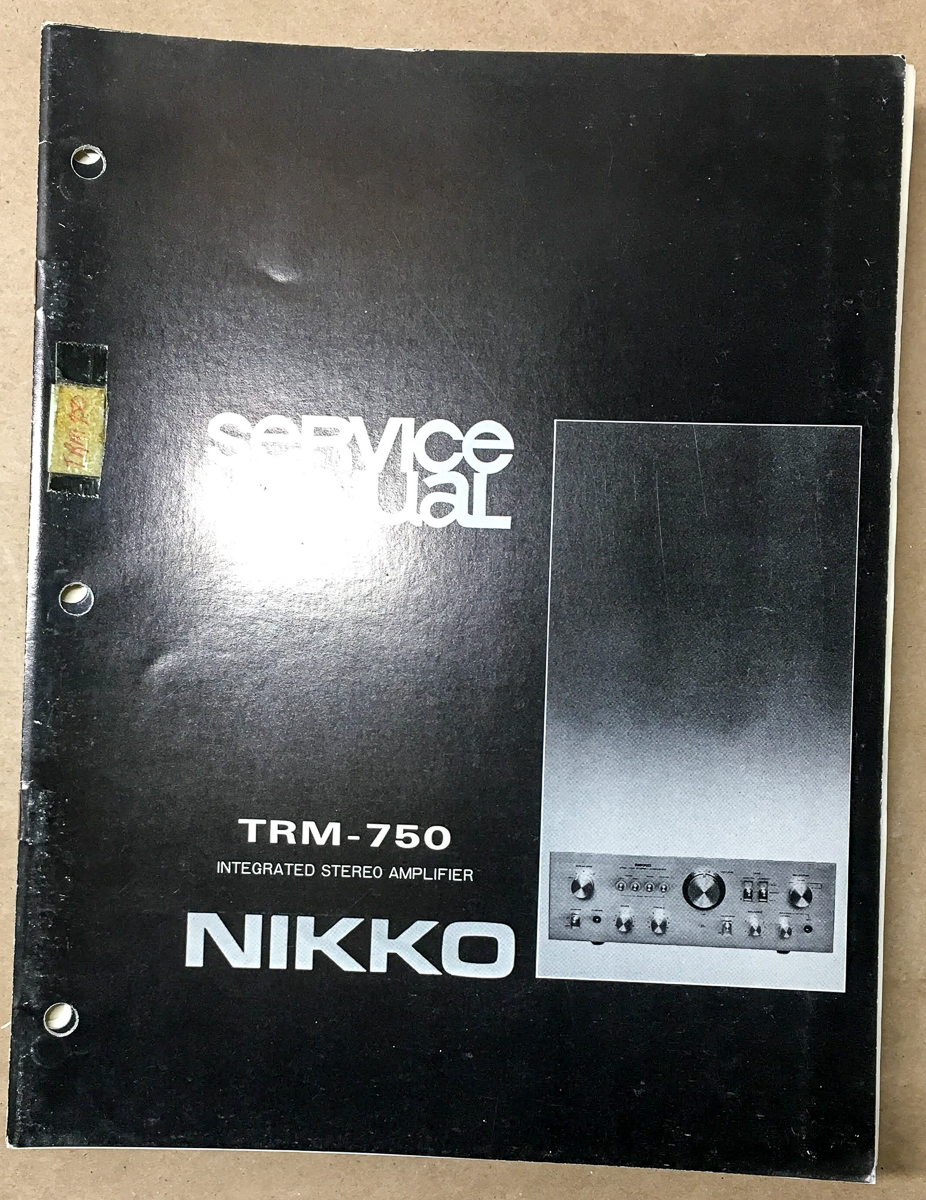 SERVICE
MANUAL
TRM-750
INTEGRATED STEREO AMPLIFIER
NIKKO